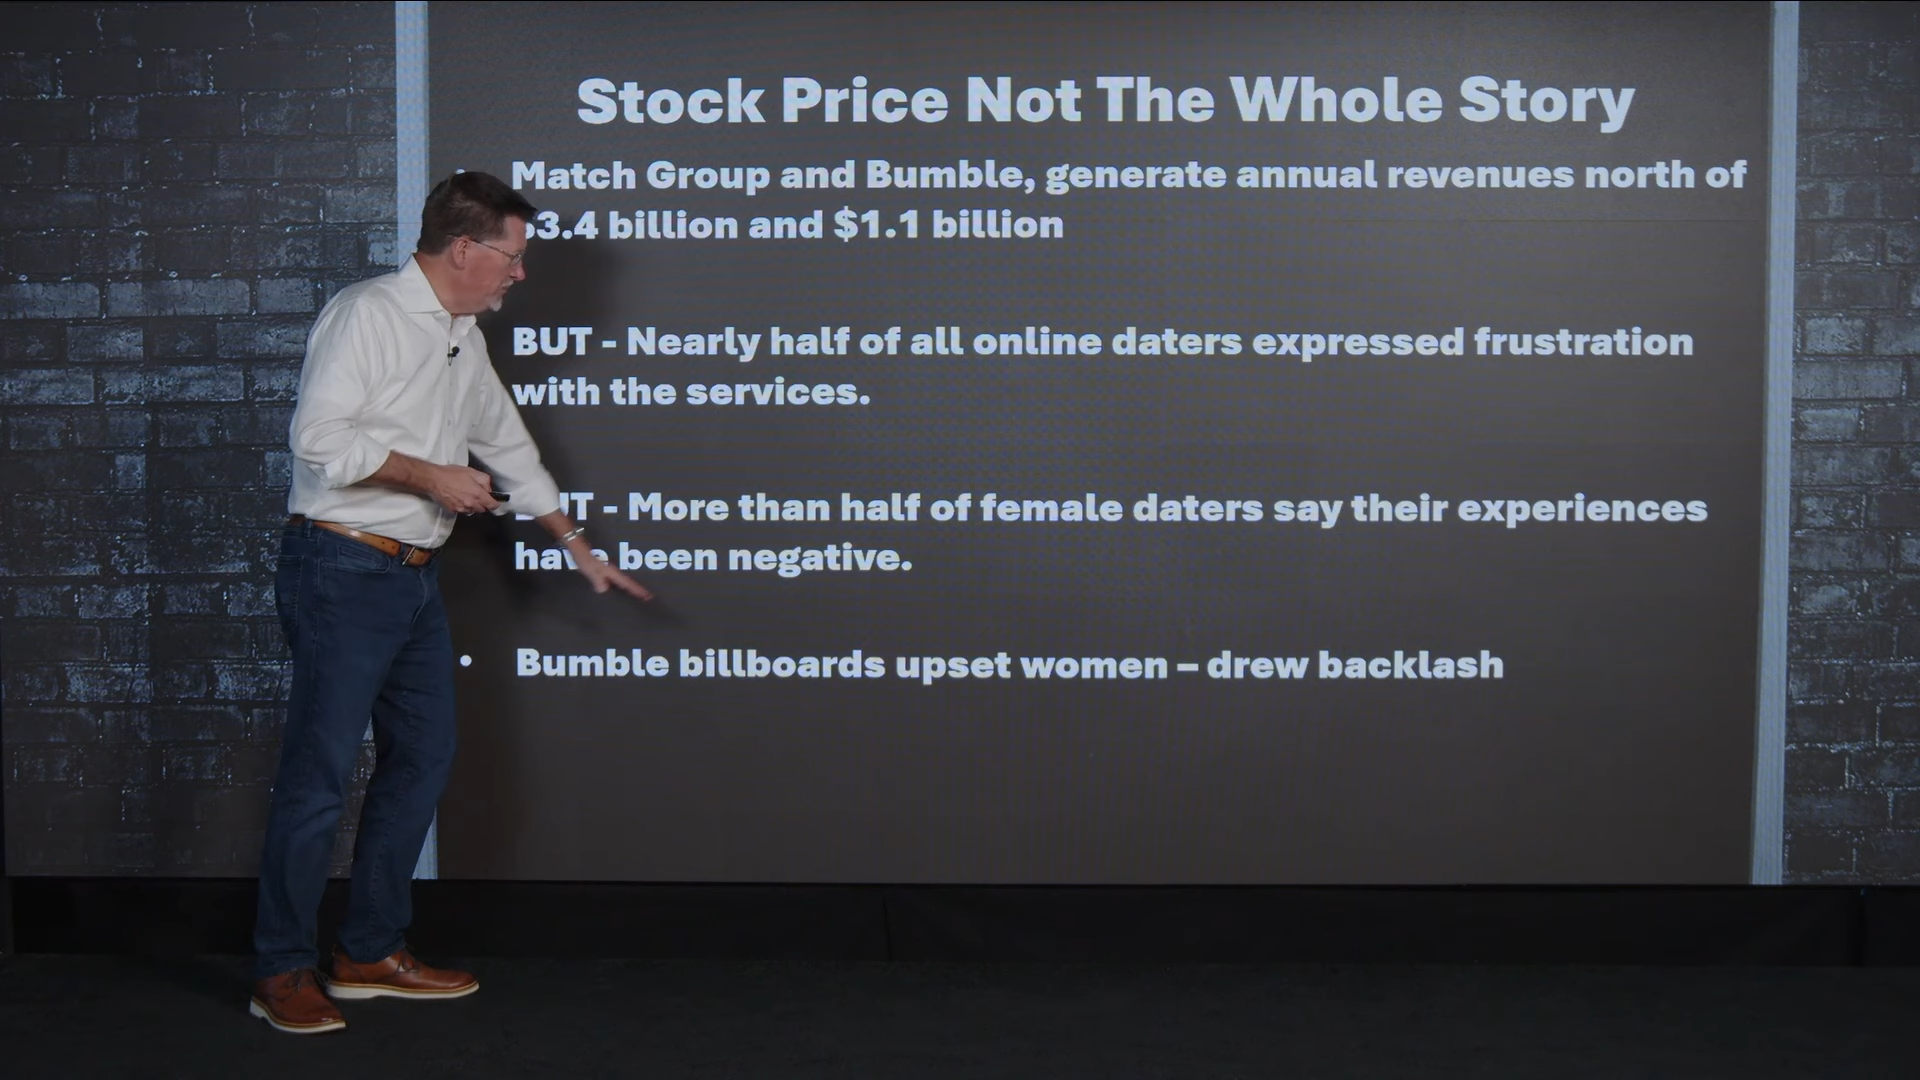 Stock Price Not The Whole Story
• Match Group and Bumble, generate annual revenues north of
$3.4 billion and $1.1 billion
BUT - Nearly half of all online daters expressed frustration
with the services.
BUT - More than half of female daters say their experiences
have been negative.
• Bumble billboards upset women – drew backlash